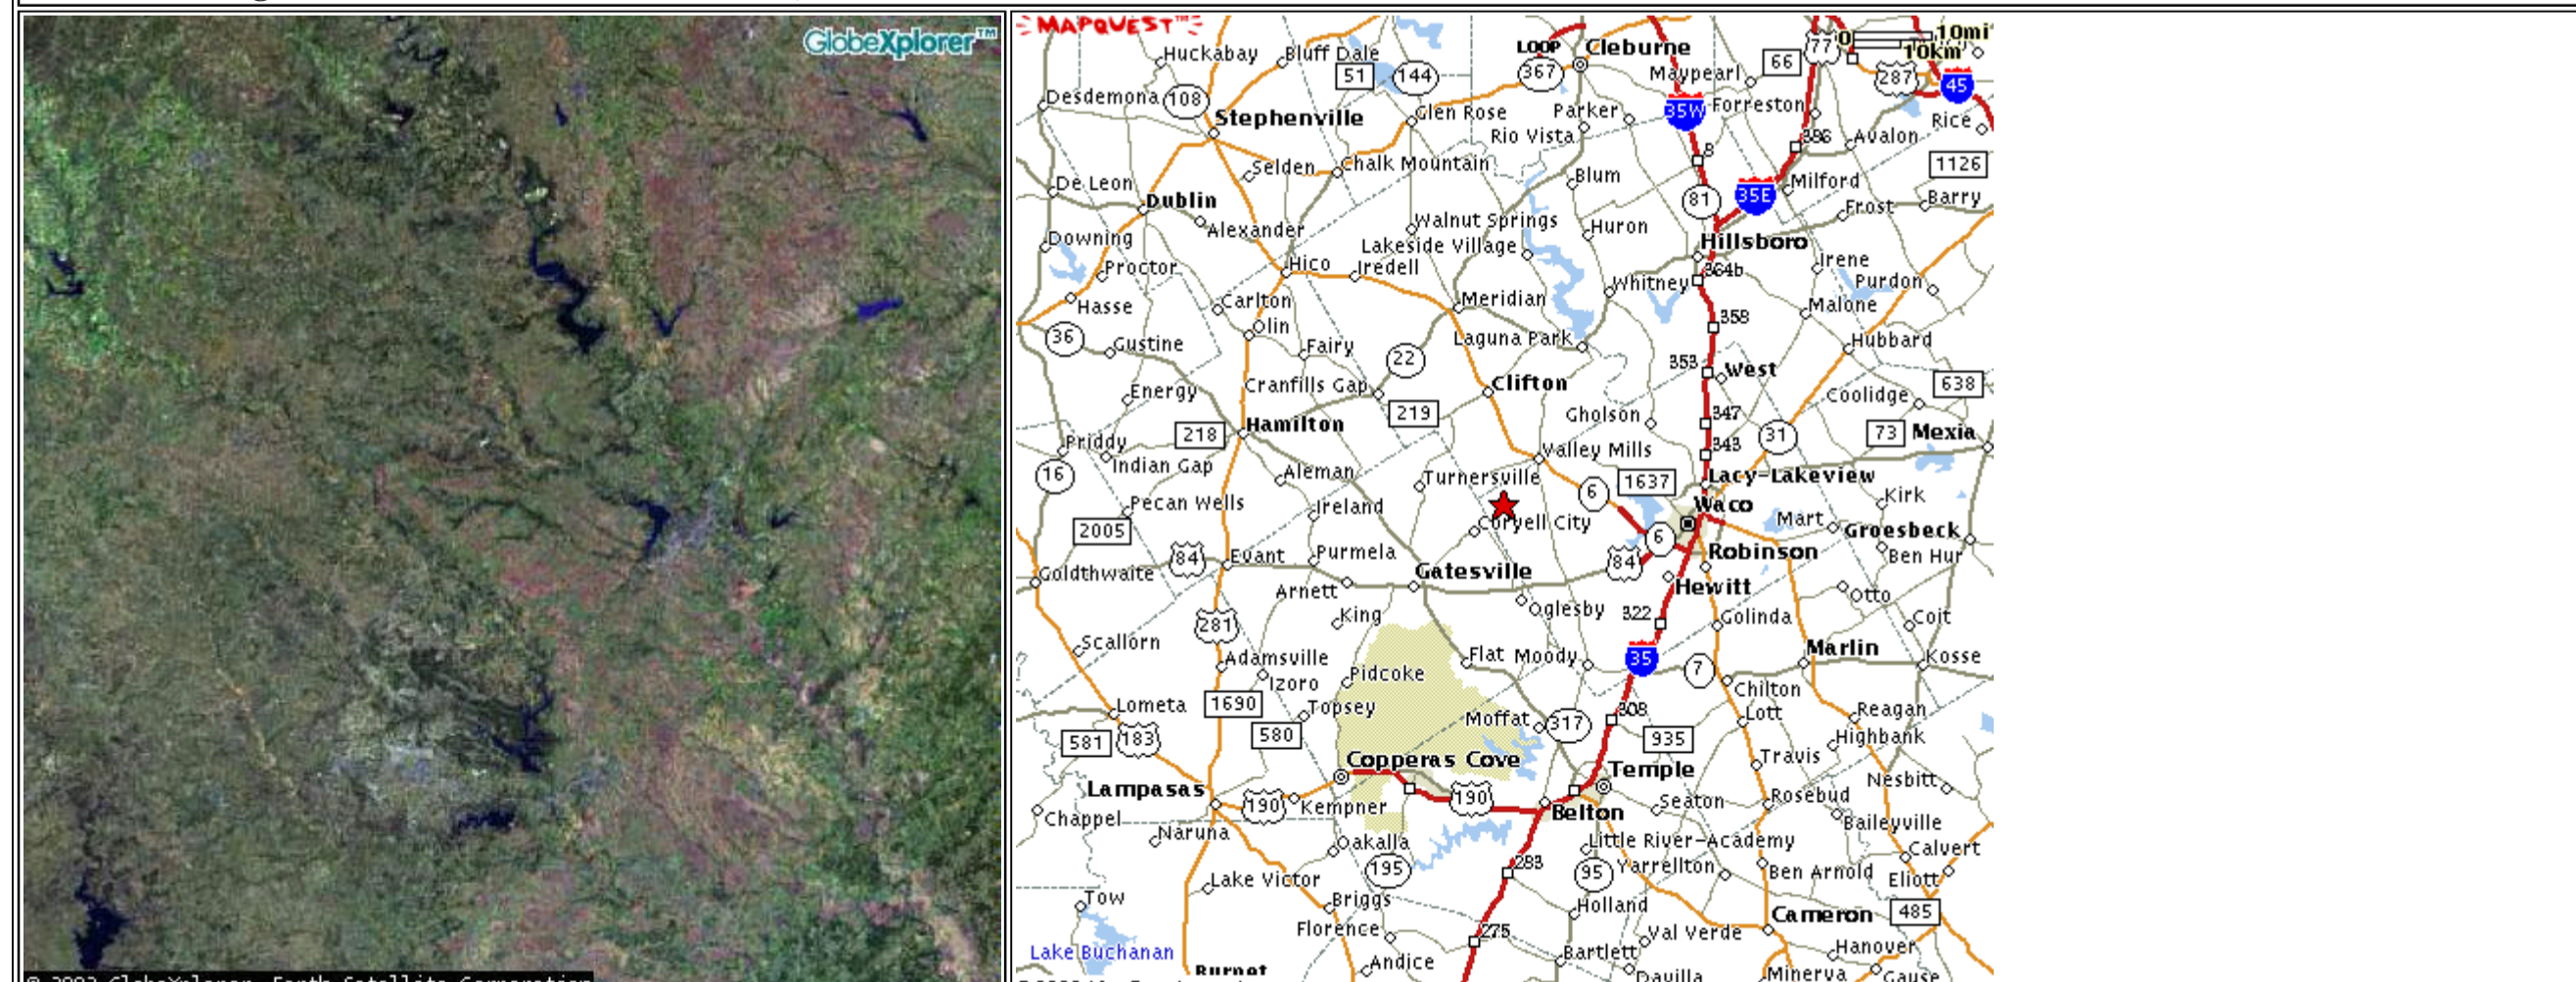 GlobeXplorer™
MAPQUEST™
Huckabay
Bluff Dale
LOOP
Cleburne
77
0
10mi
10km
51
144
367
Maypearl
66
287
45
Desdemona
108
Glen Rose
Parker
35W
Forreston
Stephenville
Rio Vista
386
Avalon
Rice
Selden
Chalk Mountain
8
1126
De Leon
Blum
Milford
Dublin
81
35E
Frost
Barry
Alexander
Walnut Springs
Huron
Downing
Lakeside Village
Hillsboro
Proctor
Hico
Iredell
364b
Irene
Hasse
Carlton
Meridian
Whitney
Purdon
Malone
Olin
358
36
Gustine
Fairy
22
Laguna Park
Hubbard
353
West
Energy
Cranfills Gap
Clifton
638
Coolidge
219
Gholson
347
Hamilton
218
31
73
Mexia
Priddy
343
Indian Gap
Valley Mills
16
Aleman
Turnersville
1637
Lacy-Lakeview
Pecan Wells
Ireland
6
Waco
Kirk
2005
Coryell City
Mart
Groesbeck
6
84
Evant
Purmela
84
Robinson
Ben Hur
Goldthwaite
Gatesville
Arnett
Hewitt
Otto
King
Oglesby
322
Golinda
Coit
281
Scallorn
Adamsville
Flat
Moody
35
7
Marlin
Kosse
Izoro
Pidcoke
Chilton
Lometa
1690
Topsey
Moffat
317
308
Lott
Reagan
581
183
580
935
Highbank
Copperas Cove
Temple
Travis
Lampasas
190
Kempner
190
Nesbitt
Chappel
Belton
Seaton
Rosebud
Naruna
Baileyville
Oakalla
Little River-Academy
Calvert
195
283
95
Yarrellton
Ben Arnold
Eliott
Lake Victor
Tow
Briggs
Holland
Cameron
485
Florence
275
Val Verde
Lake Buchanan
Bartlett
Hanover
Burnet
Andice
Davilla
Minerva
Gause